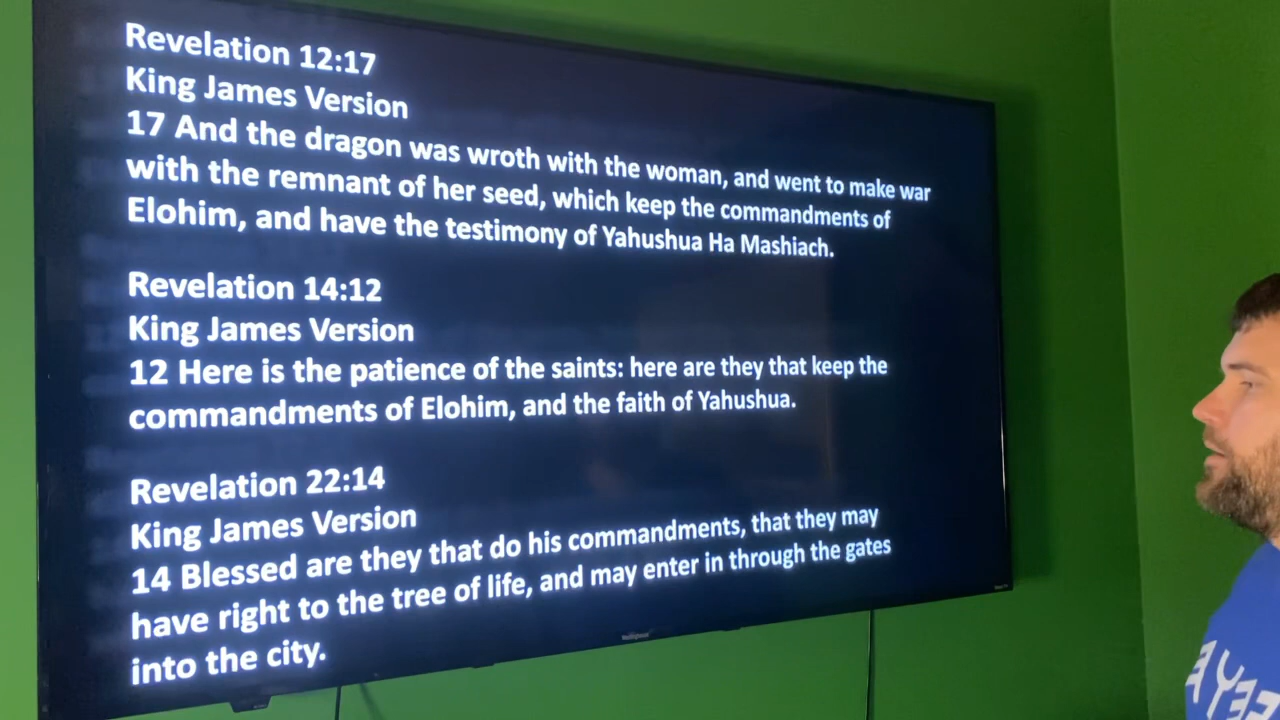 Revelation 12:17
King James Version
17 And the dragon was wroth with the woman, and went to make war
with the remnant of her seed, which keep the commandments of
Elohim, and have the testimony of Yahushua Ha Mashiach.
Revelation 14:12
King James Version
12 Here is the patience of the saints: here are they that keep the
commandments of Elohim, and the faith of Yahushua.
Revelation 22:14
King James Version
14 Blessed are they that do his commandments, that they may
have right to the tree of life, and may enter in through the gates
into the city.
Westinghouse